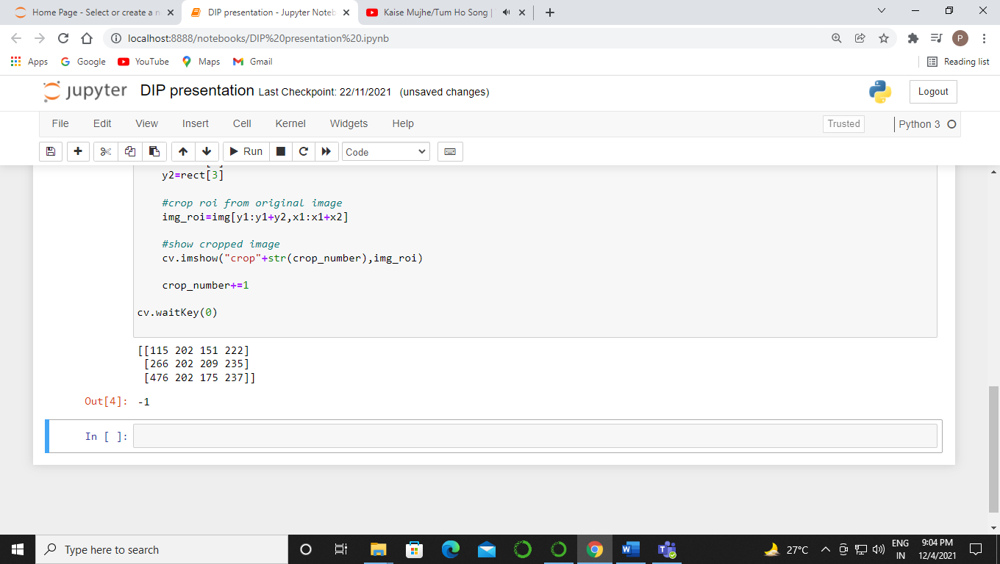 Home Page - Select or create a n
DIP presentation - Jupyter Noteb
Kaise Mujhe/Tum Ho Song |
localhost:8888/notebooks/DIP%20presentation%20.ipynb
P
Apps
Google
YouTube
Maps
Gmail
Reading list
jupyter
DIP presentation Last Checkpoint: 22/11/2021 (unsaved changes)
Logout
File Edit View Insert Cell Kernel Widgets Help
Trusted
Python 3
Run
Code
y2=rect[3]
#crop roi from original image
img_roi=img[y1:y1+y2,x1:x1+x2]
#show cropped image
cv.imshow("crop"+str(crop_number),img_roi)
crop_number+=1
cv.waitKey(0)
[[115 202 151 222]
[266 202 209 235]
[476 202 175 237]]
Out[4]: -1
In [ ]:
Type here to search
27°C
ENG
IN
9:04 PM
12/4/2021